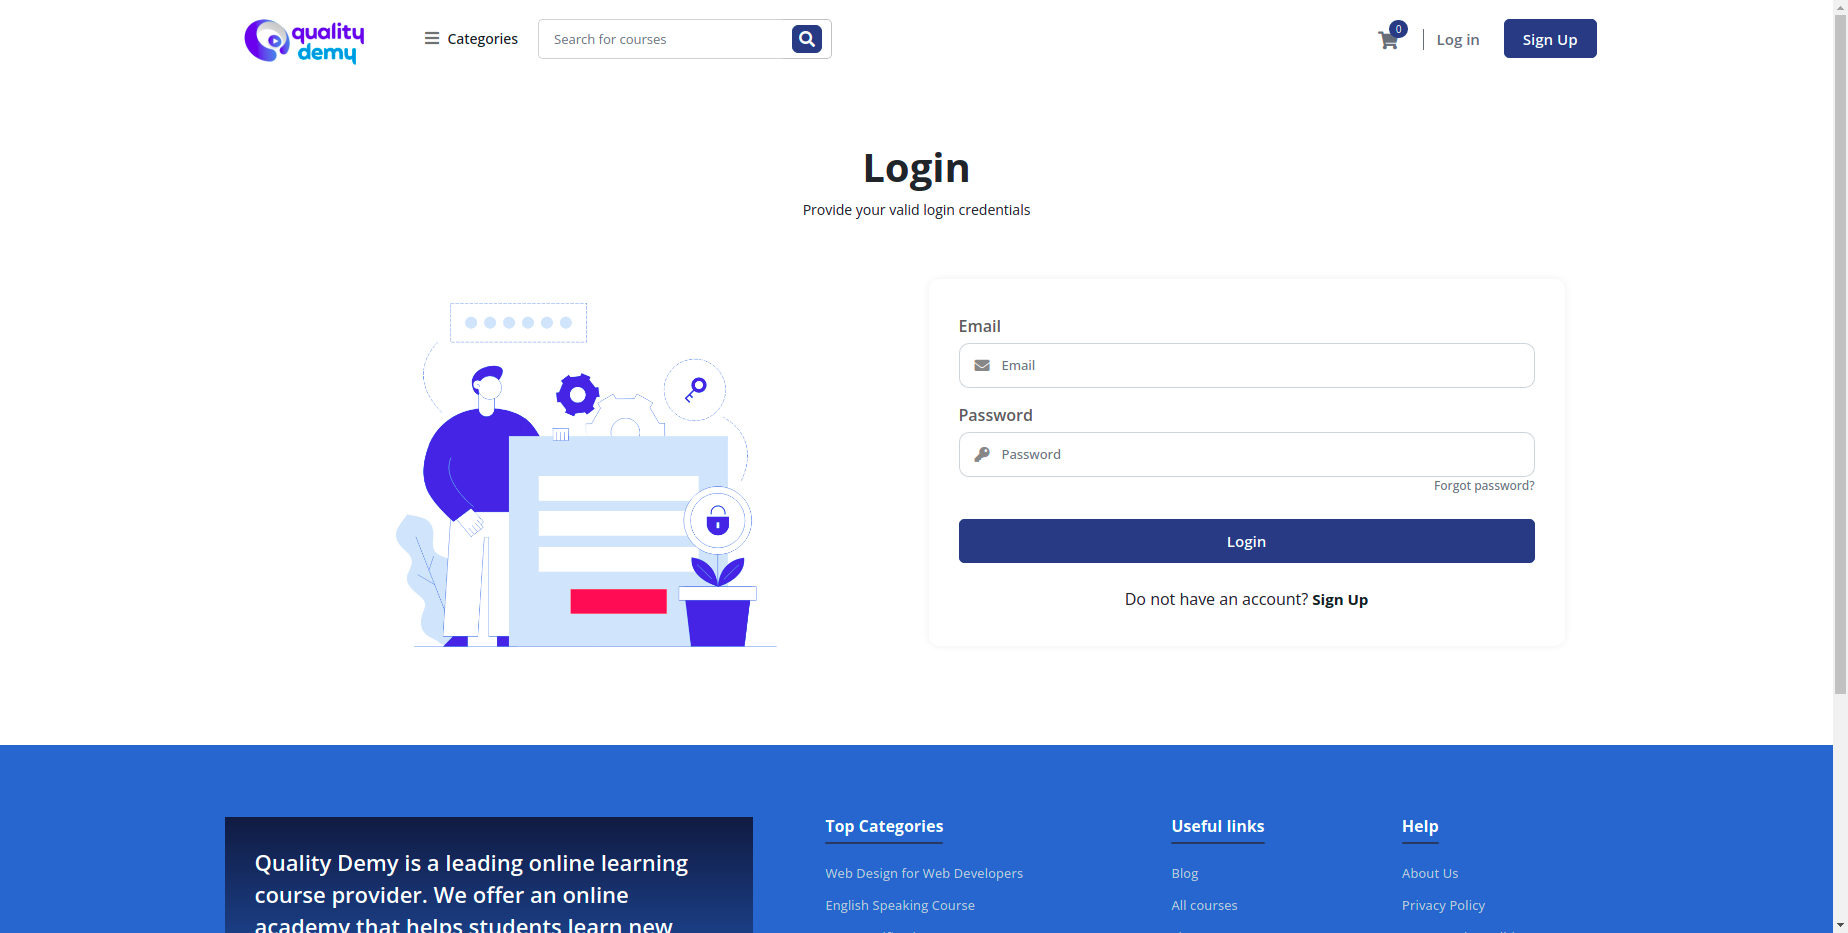 quality
demy
Categories
Search for courses
0
Log in
Sign Up
Login
Provide your valid login credentials
Email
Email
Password
Password
Forgot password?
Login
Do not have an account? Sign Up
Quality Demy is a leading online learning
course provider. We offer an online
academy that helps students learn new
Top Categories
Web Design for Web Developers
English Speaking Course
Useful links
Blog
All courses
Help
About Us
Privacy Policy